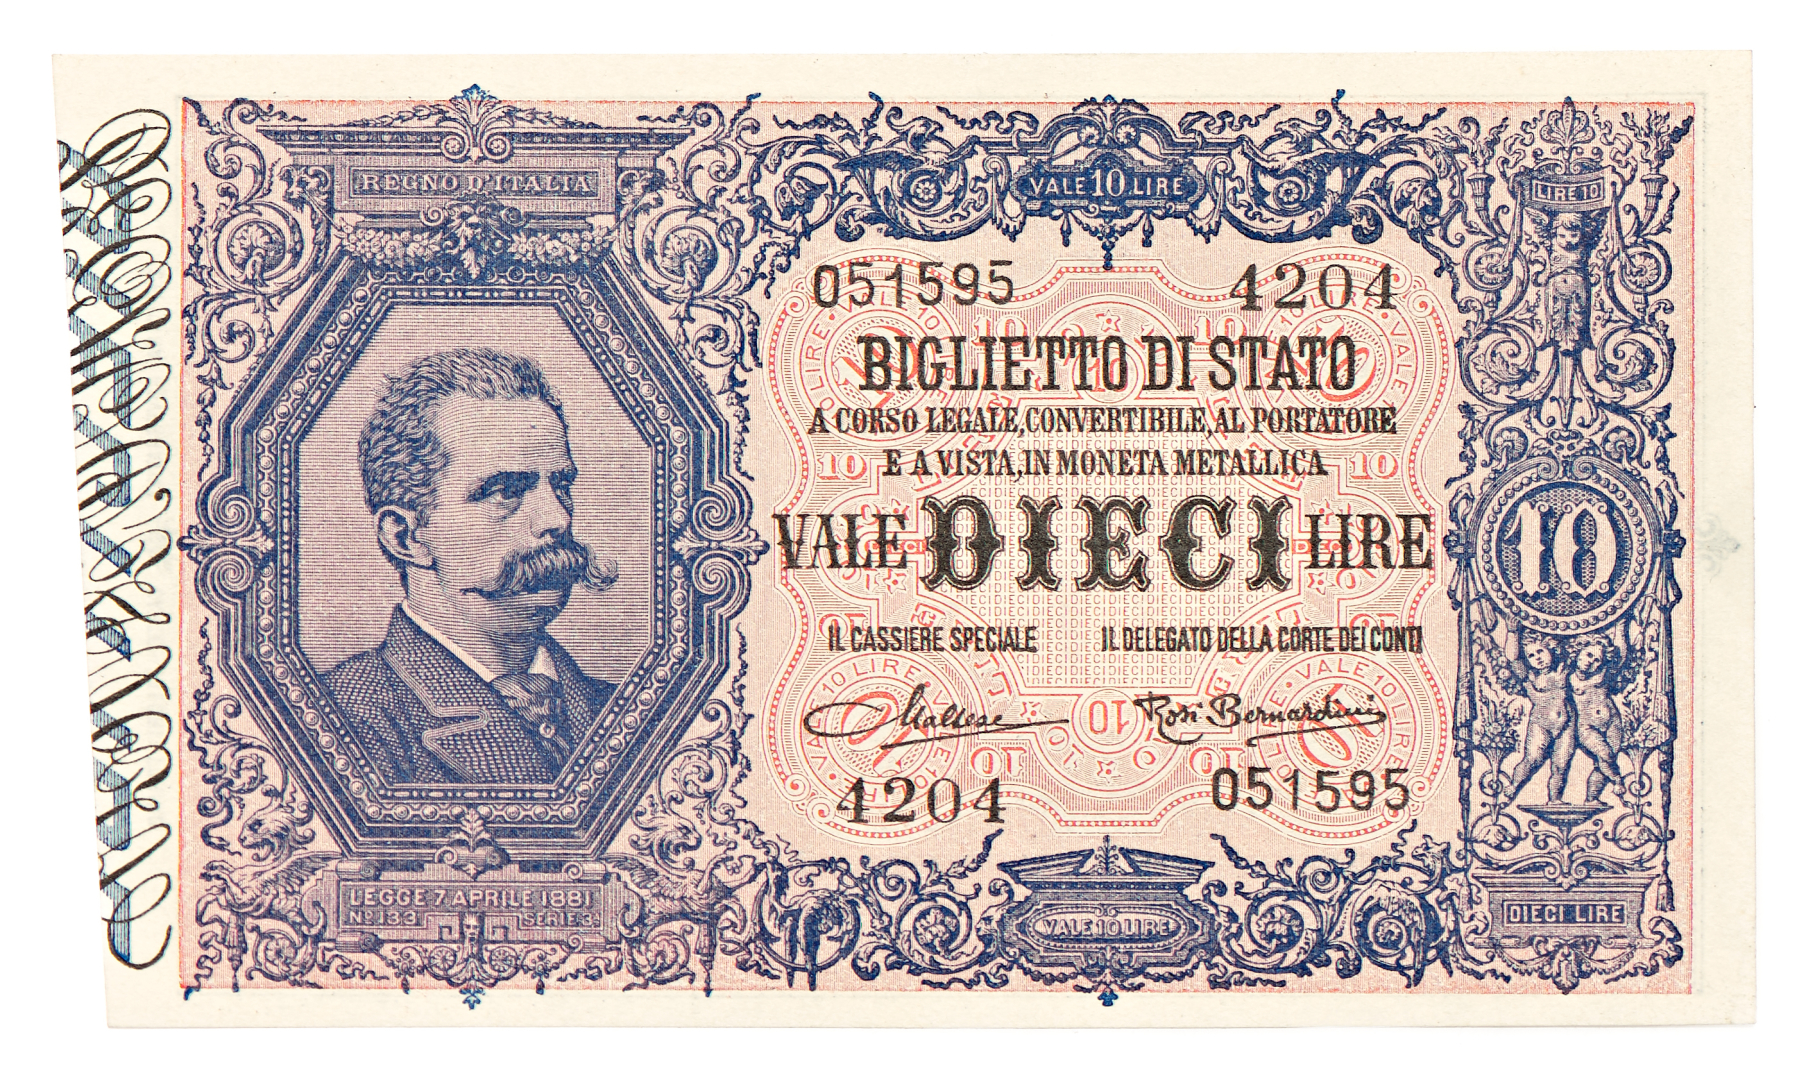 REGNO D'ITALIA
VALE 10 LIRE
LIRE 10
051595 4204
BIGLIETTO DI STATO
A CORSO LEGALE, CONVERTIBILE, AL PORTATORE
E A VISTA, IN MONETA METALLICA
VALE DIECI LIRE
10
IL CASSIERE SPECIALE IL DELEGATO DELLA CORTE DEI CONTI
Maltese Rossi Bernardini
4204 051595
LEGGE 7 APRILE 1881
No 133 SERIE 3a
VALE 10 LIRE
DIECI LIRE